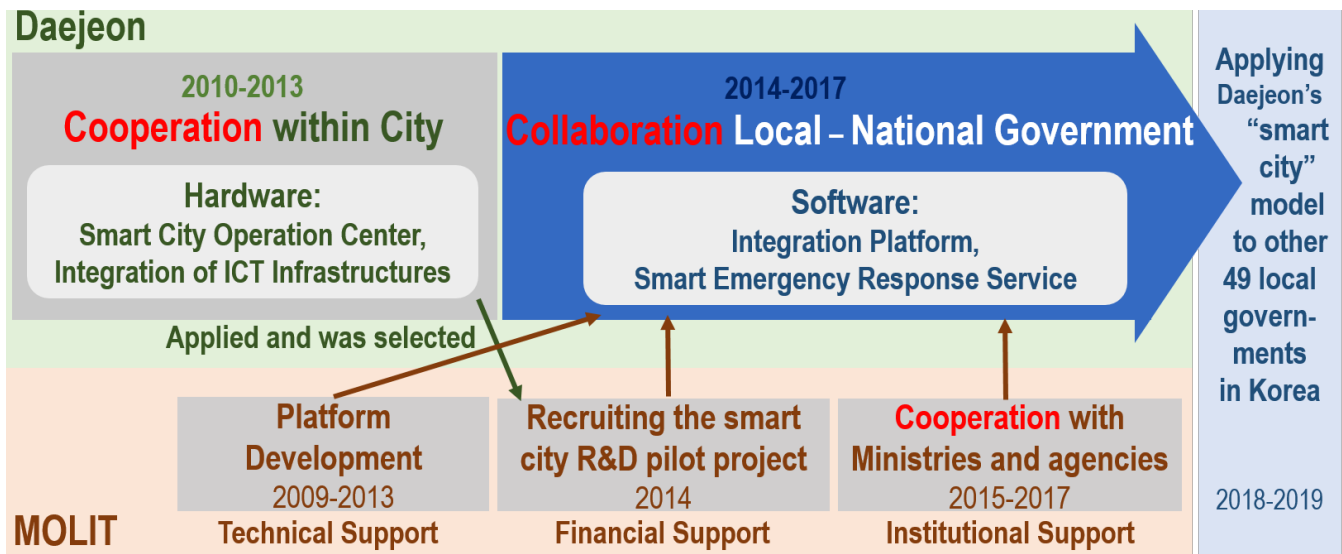 Daejeon
2010-2013
Cooperation within City
Hardware:
Smart City Operation Center,
Integration of ICT Infrastructures
2014-2017
Collaboration Local – National Government
Software:
Integration Platform,
Smart Emergency Response Service
Applied and was selected
Platform
Development
2009-2013
Technical Support
Recruiting the smart
city R&D pilot project
2014
Financial Support
Cooperation with
Ministries and agencies
2015-2017
Institutional Support
MOLIT
Applying
Daejeon's
"smart
city"
model
to other
49 local
govern-
ments
in Korea
2018-2019